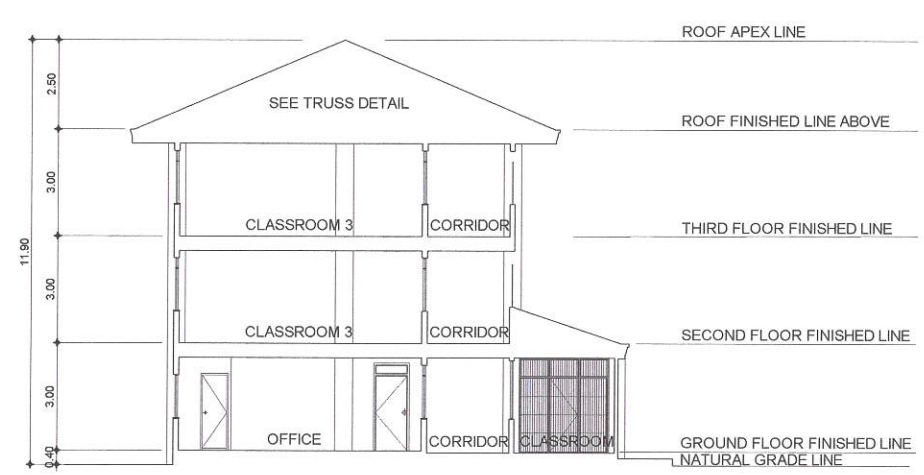 ROOF APEX LINE
2.50
SEE TRUSS DETAIL
ROOF FINISHED LINE ABOVE
3.00
CLASSROOM 3
CORRIDOR
THIRD FLOOR FINISHED LINE
11.90
3.00
CLASSROOM 3
CORRIDOR
SECOND FLOOR FINISHED LINE
3.00
OFFICE
CORRIDOR
CLASSROOM
GROUND FLOOR FINISHED LINE
0.40
NATURAL GRADE LINE